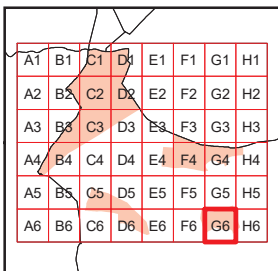 A1 B1 C1 D1 E1 F1 G1 H1
A2 B2 C2 D2 E2 F2 G2 H2
A3 B3 C3 D3 E3 F3 G3 H3
A4 B4 C4 D4 E4 F4 G4 H4
A5 B5 C5 D5 E5 F5 G5 H5
A6 B6 C6 D6 E6 F6 G6 H6